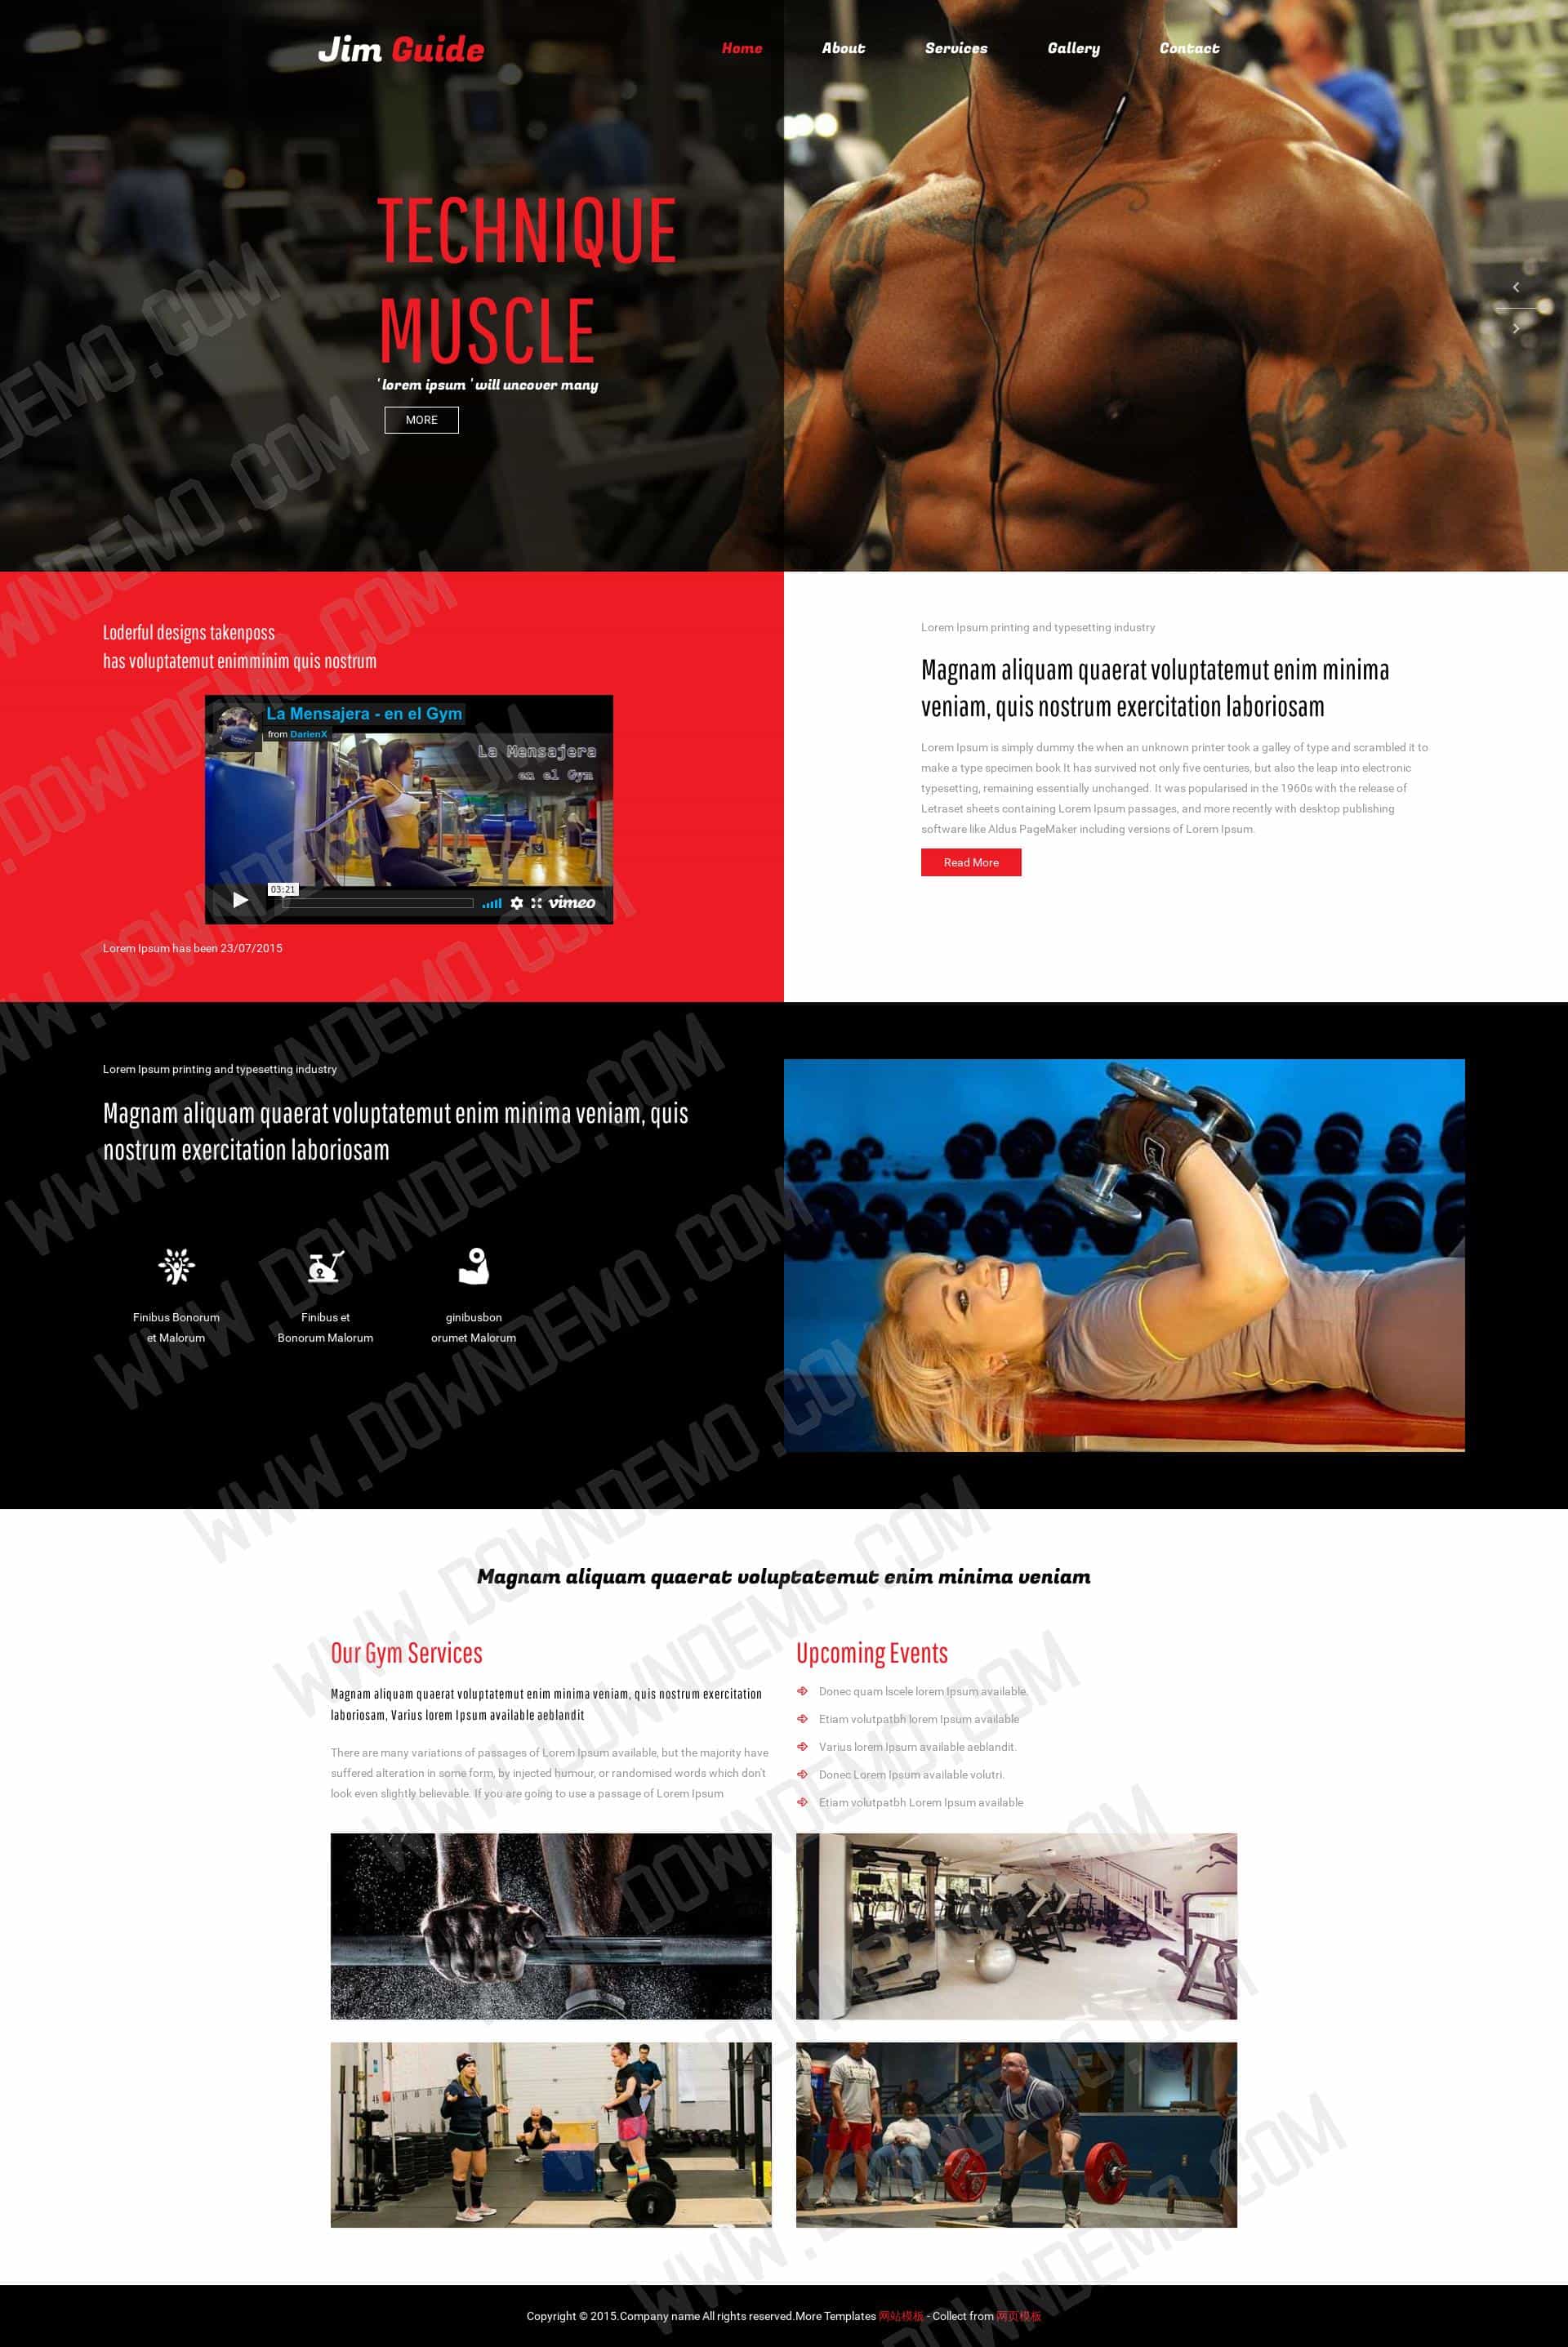 Jim Guide
Home About Services Gallery Contact
TECHNIQUE
MUSCLE
' lorem ipsum ' will uncover many
MORE
Loderful designs takenposs
has voluptatemut enimminim quis nostrum
La Mensajera - en el Gym
from DarienX
La Mensajera
en el Gym
03:21
vimeo
Lorem Ipsum has been 23/07/2015
Lorem Ipsum printing and typesetting industry
Magnam aliquam quaerat voluptatemut enim minima
veniam, quis nostrum exercitation laboriosam
Lorem Ipsum is simply dummy the when an unknown printer took a galley of type and scrambled it to
make a type specimen book It has survived not only five centuries, but also the leap into electronic
typesetting, remaining essentially unchanged. It was popularised in the 1960s with the release of
Letraset sheets containing Lorem Ipsum passages, and more recently with desktop publishing
software like Aldus PageMaker including versions of Lorem Ipsum.
Read More
Lorem Ipsum printing and typesetting industry
Magnam aliquam quaerat voluptatemut enim minima veniam, quis
nostrum exercitation laboriosam
Finibus Bonorum
et Malorum
Finibus et
Bonorum Malorum
ginibusbon
orumet Malorum
Magnam aliquam quaerat voluptatemut enim minima veniam
Our Gym Services
Magnam aliquam quaerat voluptatemut enim minima veniam, quis nostrum exercitation
laboriosam, Varius lorem Ipsum available aeblandit
There are many variations of passages of Lorem Ipsum available, but the majority have
suffered alteration in some form, by injected humour, or randomised words which don't
look even slightly believable. If you are going to use a passage of Lorem Ipsum
Upcoming Events
Donec quam lscele lorem Ipsum available.
Etiam volutpatbh lorem Ipsum available
Varius lorem Ipsum available aeblandit.
Donec Lorem Ipsum available volutri.
Etiam volutpatbh Lorem Ipsum available
Copyright © 2015.Company name All rights reserved.More Templates 网站模板 - Collect from 网页模板
WWW.DOWNDEMO.COM